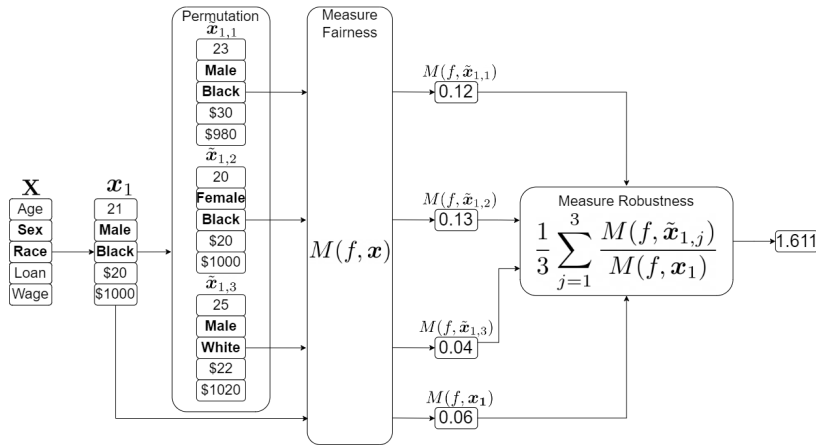 X
Age
Sex
Race
Loan
Wage
x₁
21
Male
Black
$20
$1000
Permutation
x̃₁,₁
23
Male
Black
$30
$980
x̃₁,₂
20
Female
Black
$20
$1000
x̃₁,₃
25
Male
White
$22
$1020
Measure
Fairness
M(f, x)
M(f, x̃₁,₁)
0.12
M(f, x̃₁,₂)
0.13
M(f, x̃₁,₃)
0.04
M(f, x₁)
0.06
Measure Robustness
1/3 ∑_{j=1}^{3} M(f, x̃₁,ⱼ)/M(f, x₁)
1.611